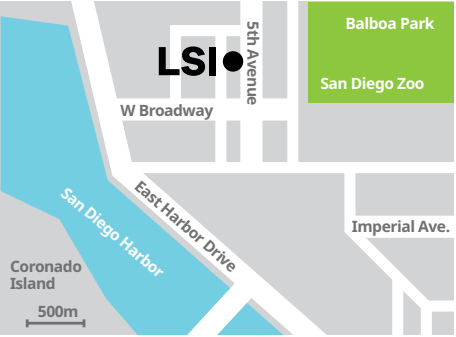 Balboa Park
5th Avenue
LSI
San Diego Zoo
W Broadway
East Harbor Drive
San Diego Harbor
Imperial Ave.
Coronado
Island
500m